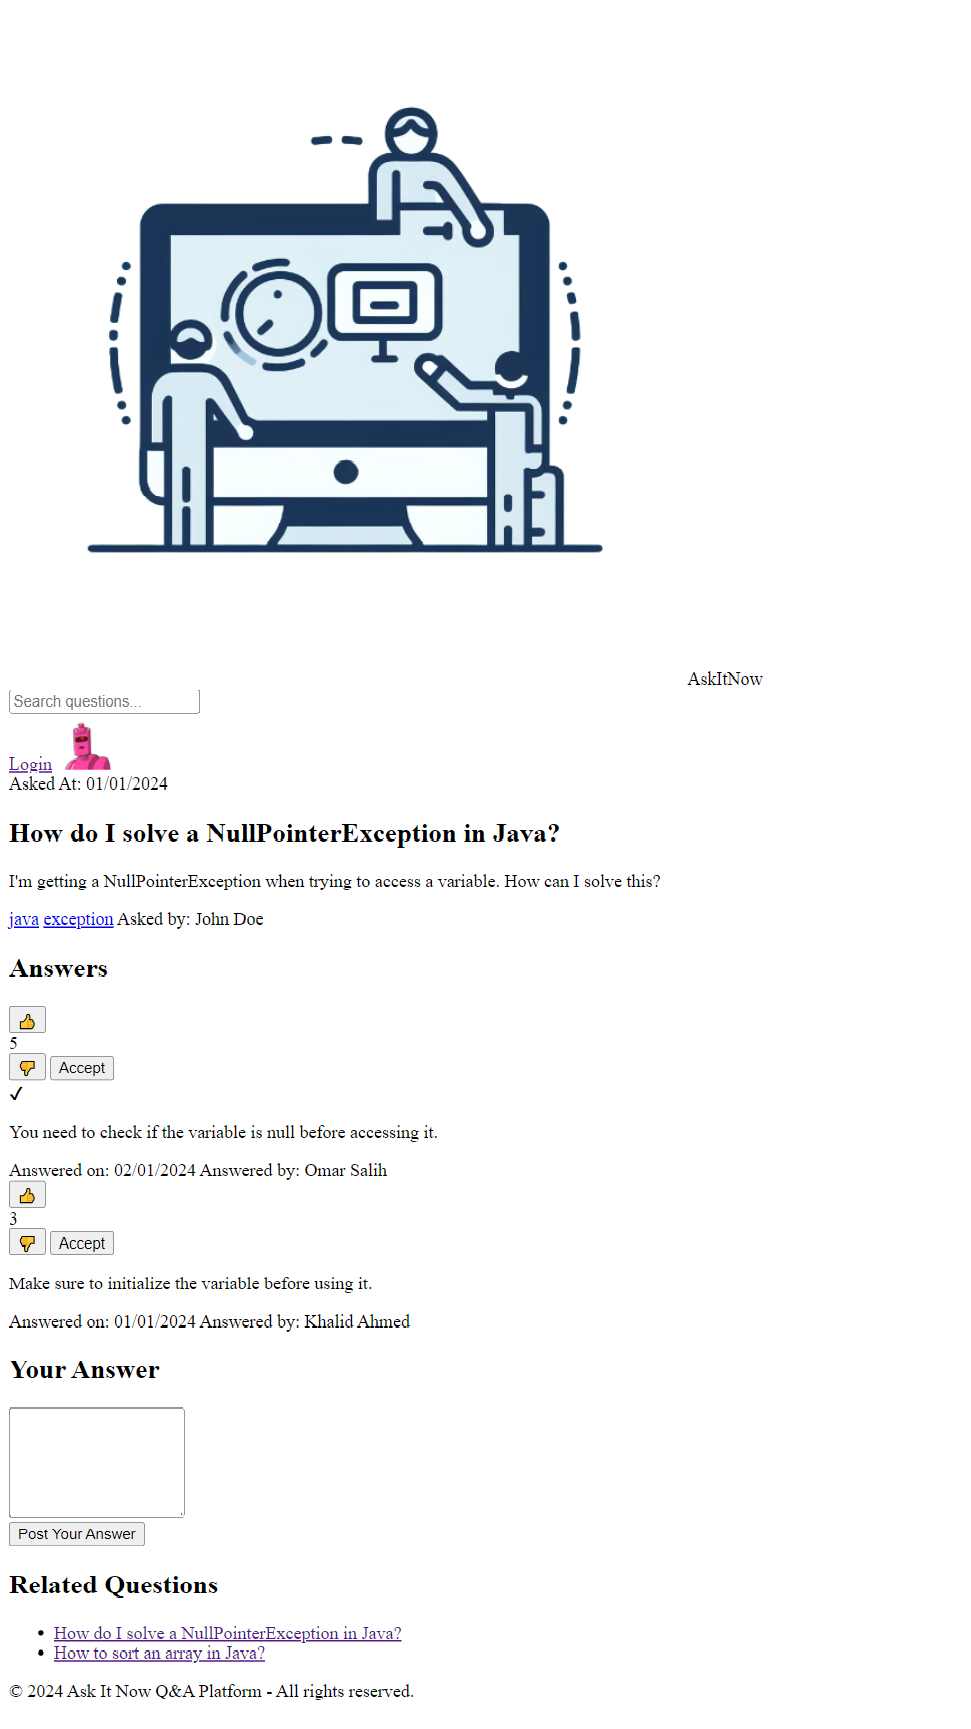 AskItNow
Search questions...
Login
Asked At: 01/01/2024
How do I solve a NullPointerException in Java?
I'm getting a NullPointerException when trying to access a variable. How can I solve this?
java exception Asked by: John Doe
Answers
👍
5
👎 Accept
✓
You need to check if the variable is null before accessing it.
Answered on: 02/01/2024 Answered by: Omar Salih
👍
3
👎 Accept
Make sure to initialize the variable before using it.
Answered on: 01/01/2024 Answered by: Khalid Ahmed
Your Answer
Post Your Answer
Related Questions
• How do I solve a NullPointerException in Java?
• How to sort an array in Java?
© 2024 Ask It Now Q&A Platform - All rights reserved.